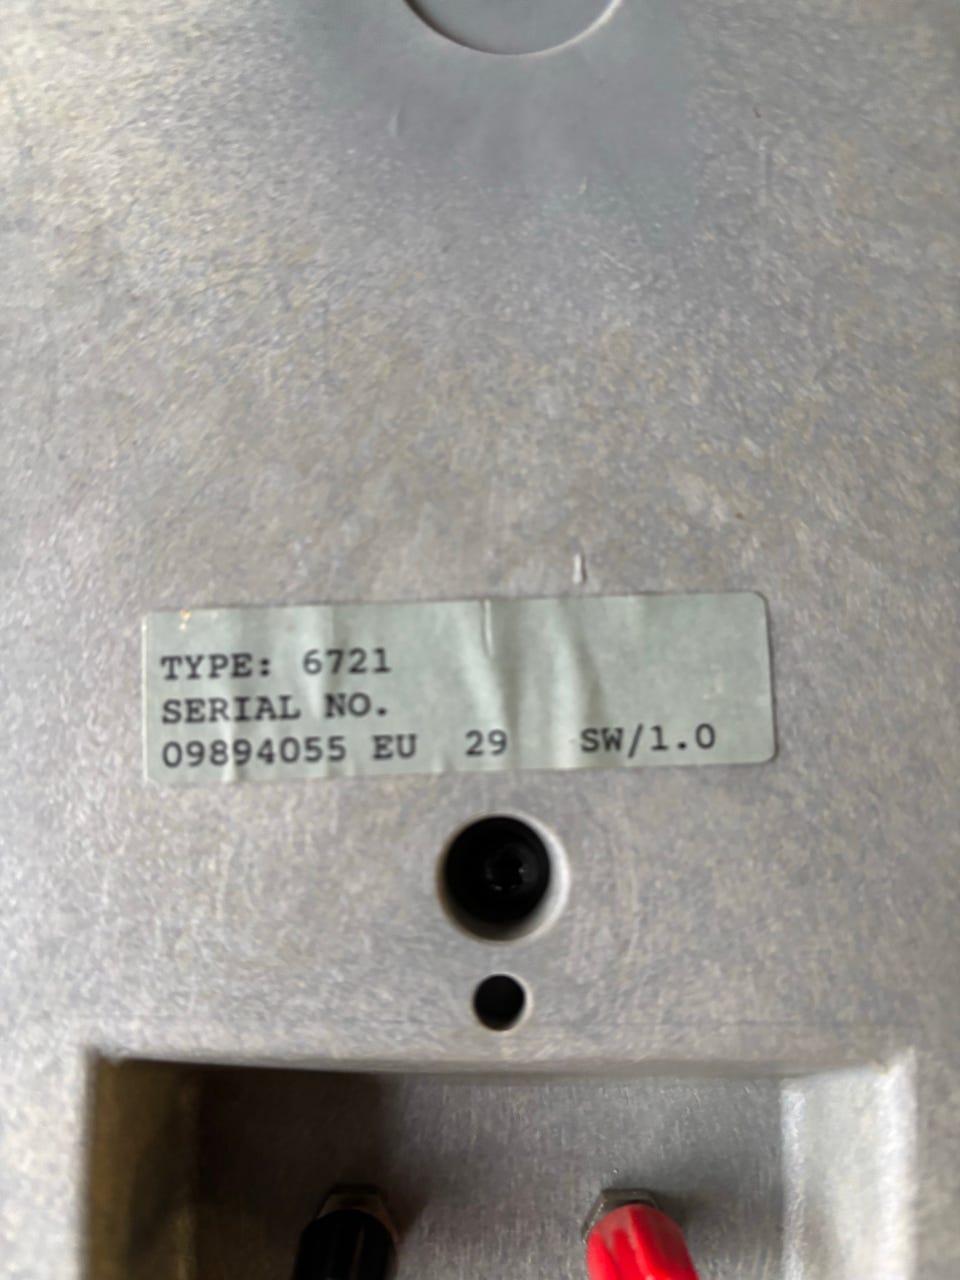 TYPE: 6721
SERIAL NO.
09894055 EU 29 SW/1.0